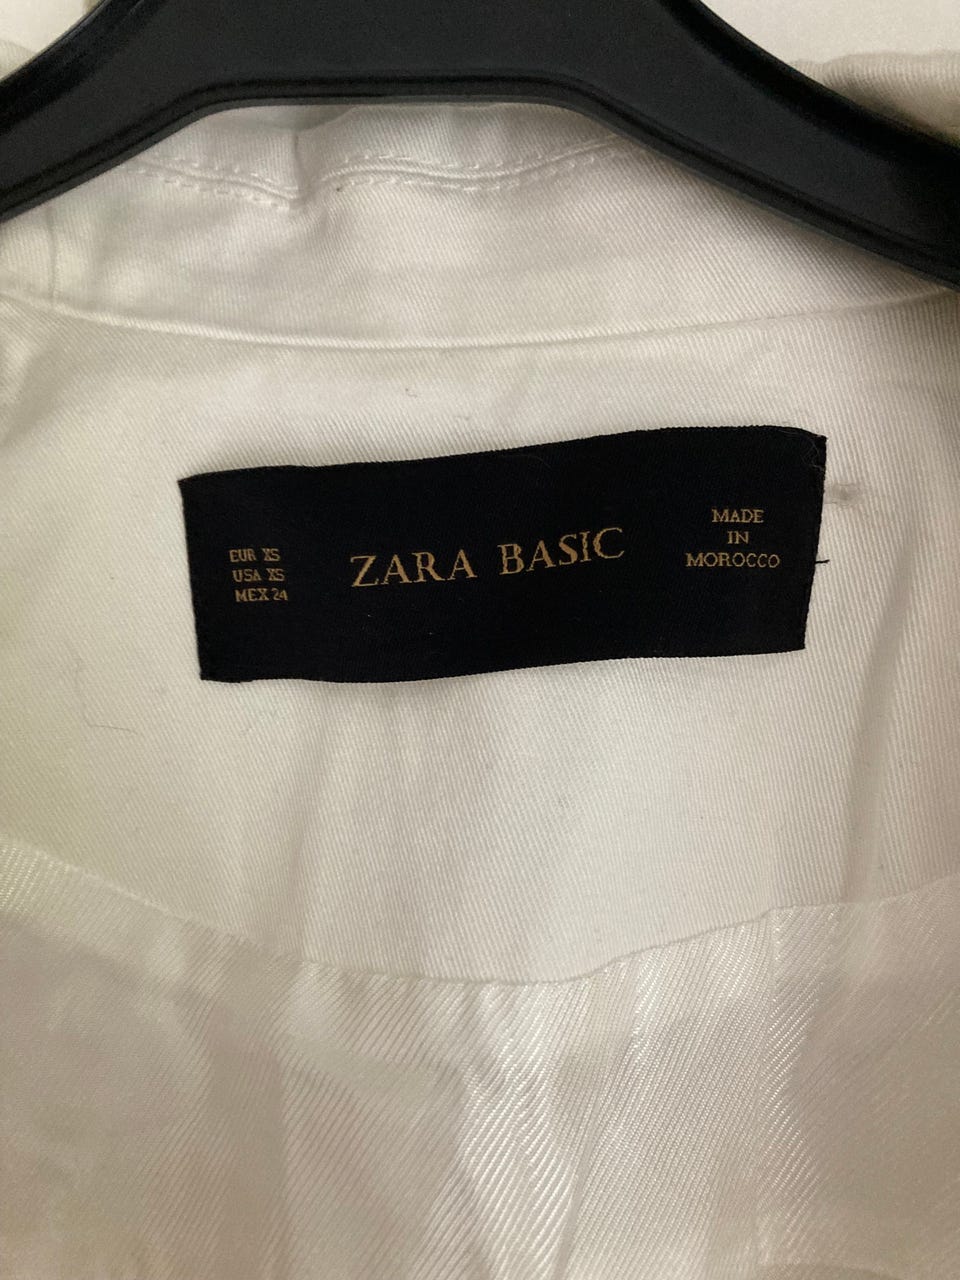 EUR XS
USA XS
MEX 24
ZARA BASIC
MADE
IN
MOROCCO